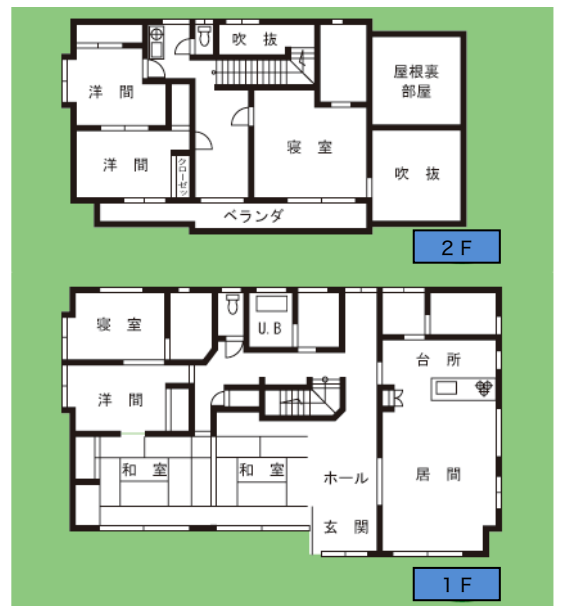 吹 抜
洋 間
屋根裏
部屋
寝 室
洋 間
クローゼット
吹 抜
ベランダ
２Ｆ
寝 室
U.B
台 所
洋 間
和 室
和 室
ホール
居 間
玄 関
１Ｆ